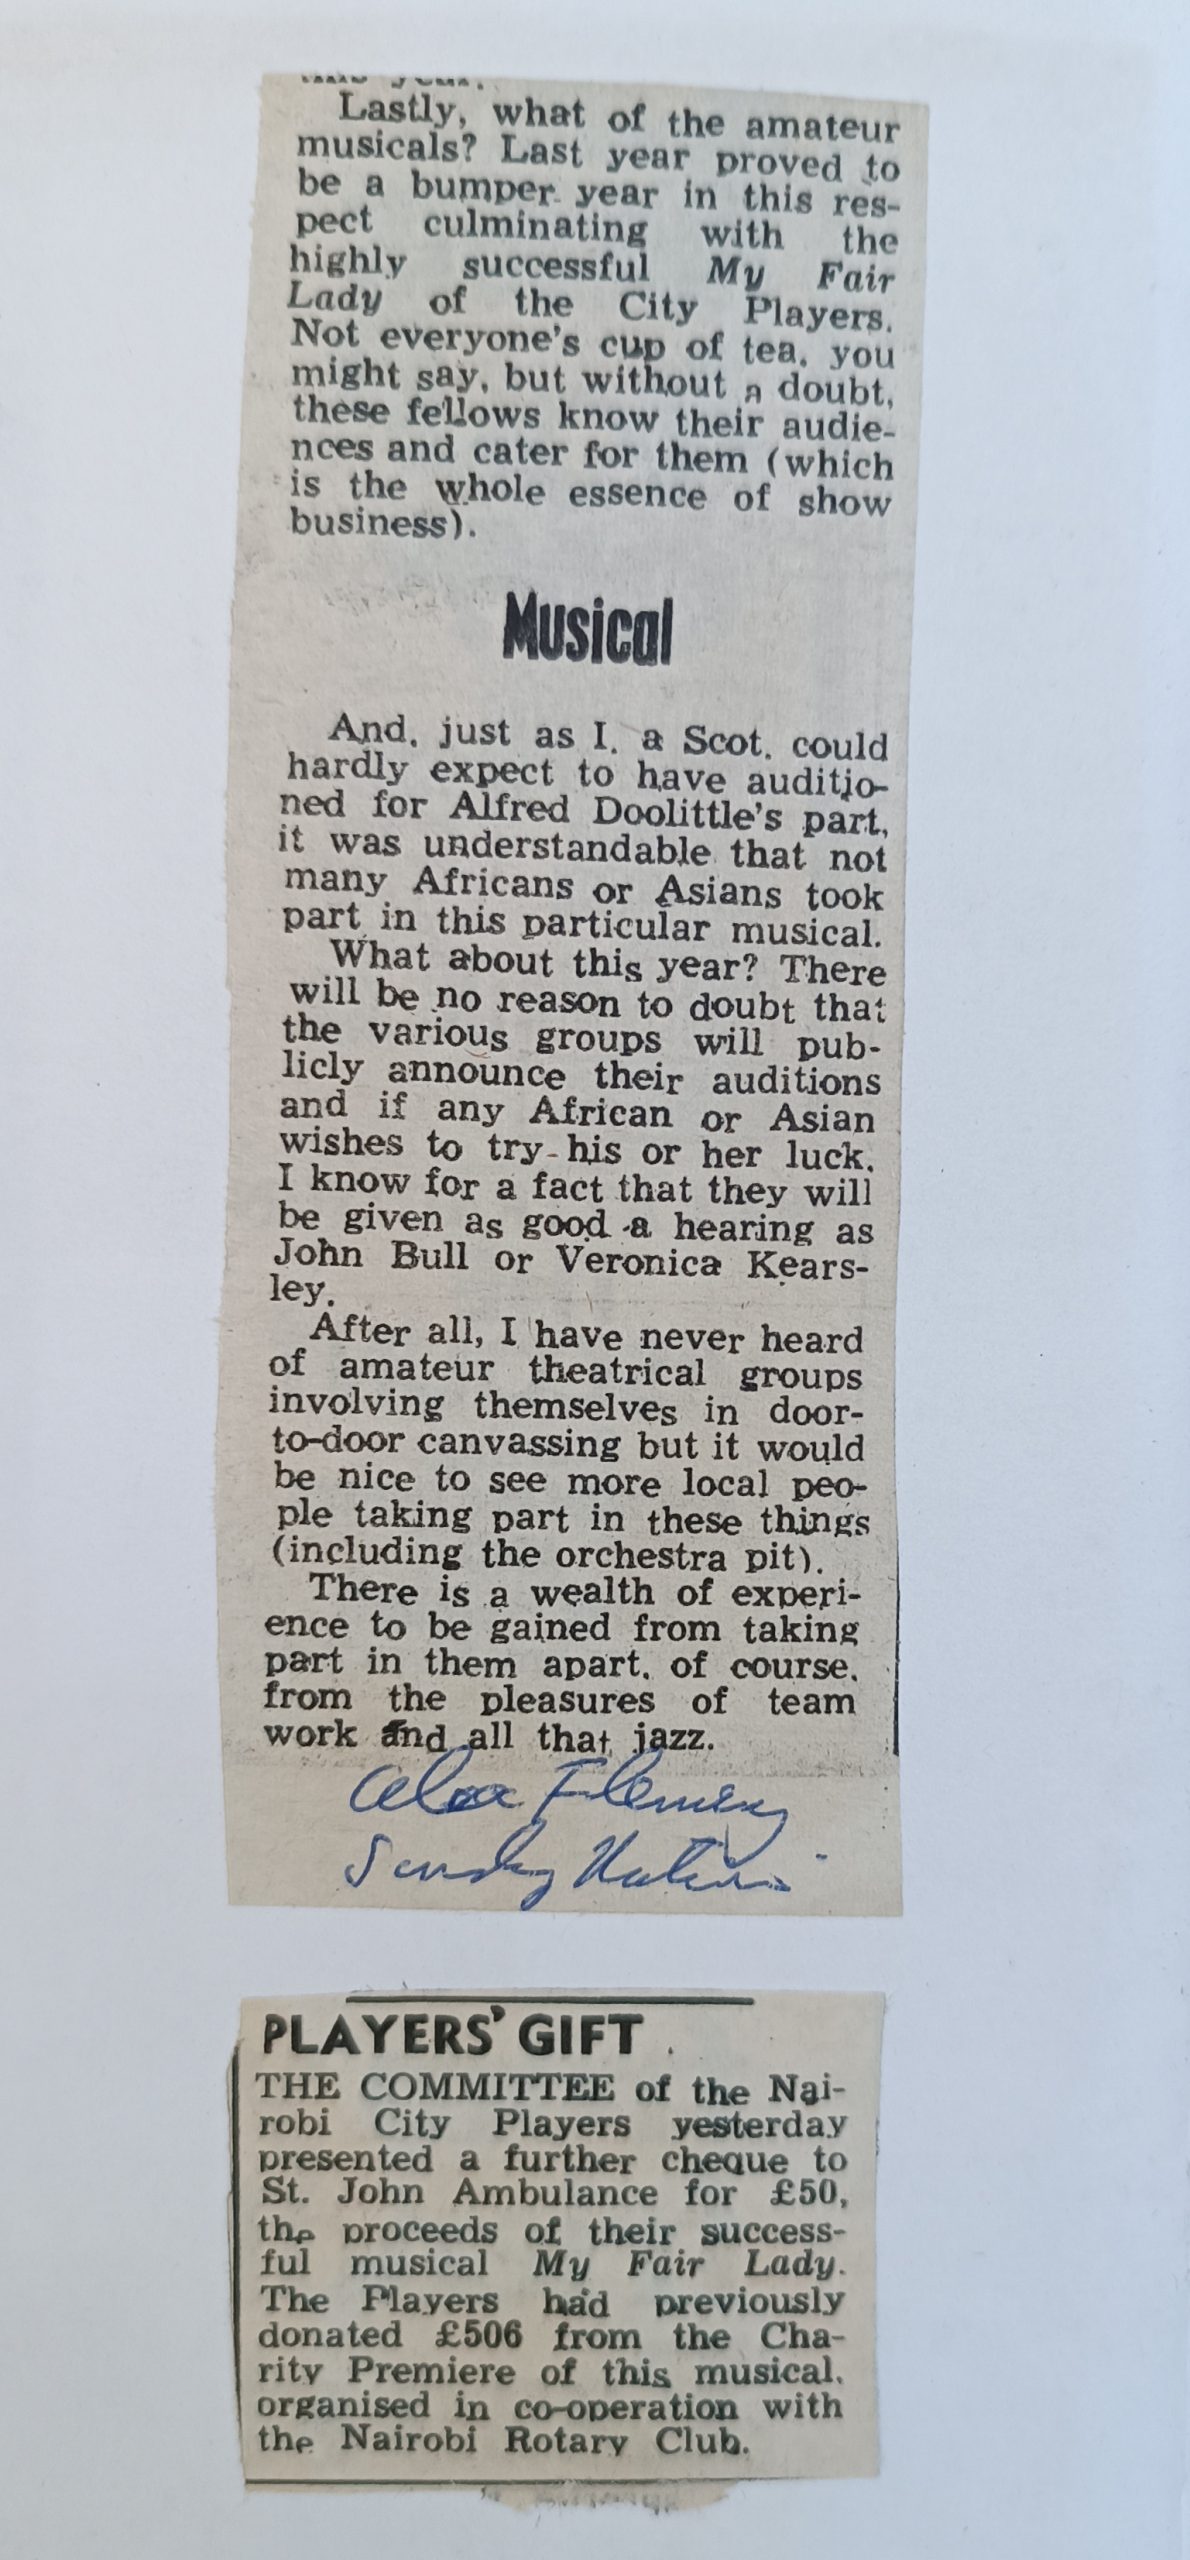 this year.
Lastly, what of the amateur
musicals? Last year proved to
be a bumper year in this res-
pect culminating with the
highly successful My Fair
Lady of the City Players.
Not everyone's cup of tea, you
might say, but without a doubt,
these fellows know their audie-
nces and cater for them (which
is the whole essence of show
business).
Musical
And, just as I, a Scot, could
hardly expect to have auditio-
ned for Alfred Doolittle's part,
it was understandable that not
many Africans or Asians took
part in this particular musical.
What about this year? There
will be no reason to doubt that
the various groups will pub-
licly announce their auditions
and if any African or Asian
wishes to try his or her luck,
I know for a fact that they will
be given as good a hearing as
John Bull or Veronica Kears-
ley.
After all, I have never heard
of amateur theatrical groups
involving themselves in door-
to-door canvassing but it would
be nice to see more local peo-
ple taking part in these things
(including the orchestra pit).
There is a wealth of experi-
ence to be gained from taking
part in them apart, of course,
from the pleasures of team
work and all that jazz.
Fleming
Sunday Nation
PLAYERS' GIFT
THE COMMITTEE of the Nai-
robi City Players yesterday
presented a further cheque to
St. John Ambulance for £50,
the proceeds of their success-
ful musical My Fair Lady.
The Players had previously
donated £506 from the Cha-
rity Premiere of this musical,
organised in co-operation with
the Nairobi Rotary Club.